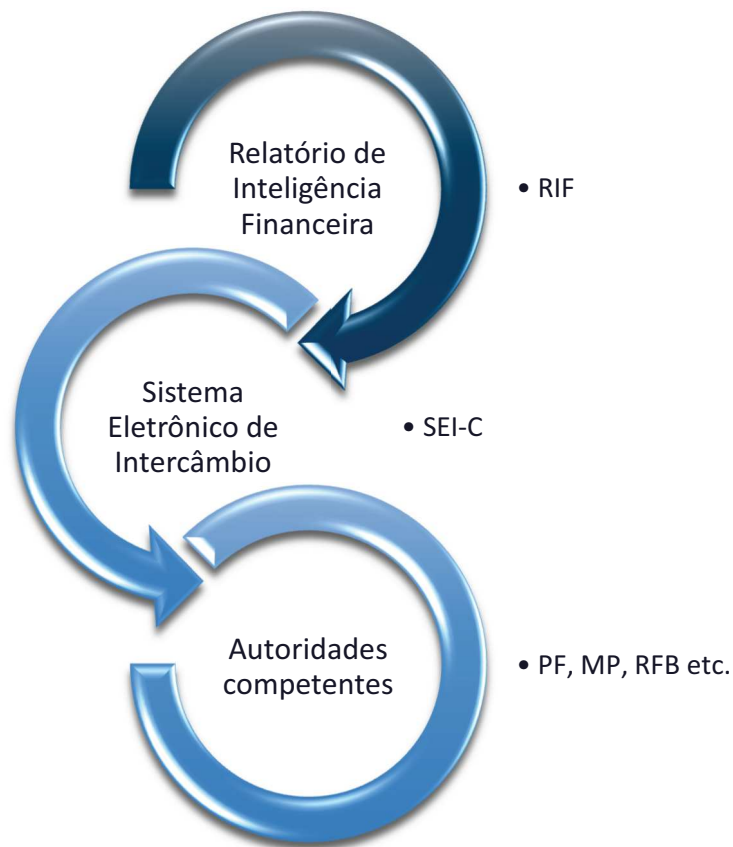 Relatório de
Inteligência
Financeira
• RIF
Sistema
Eletrônico de
Intercâmbio
• SEI-C
Autoridades
competentes
• PF, MP, RFB etc.